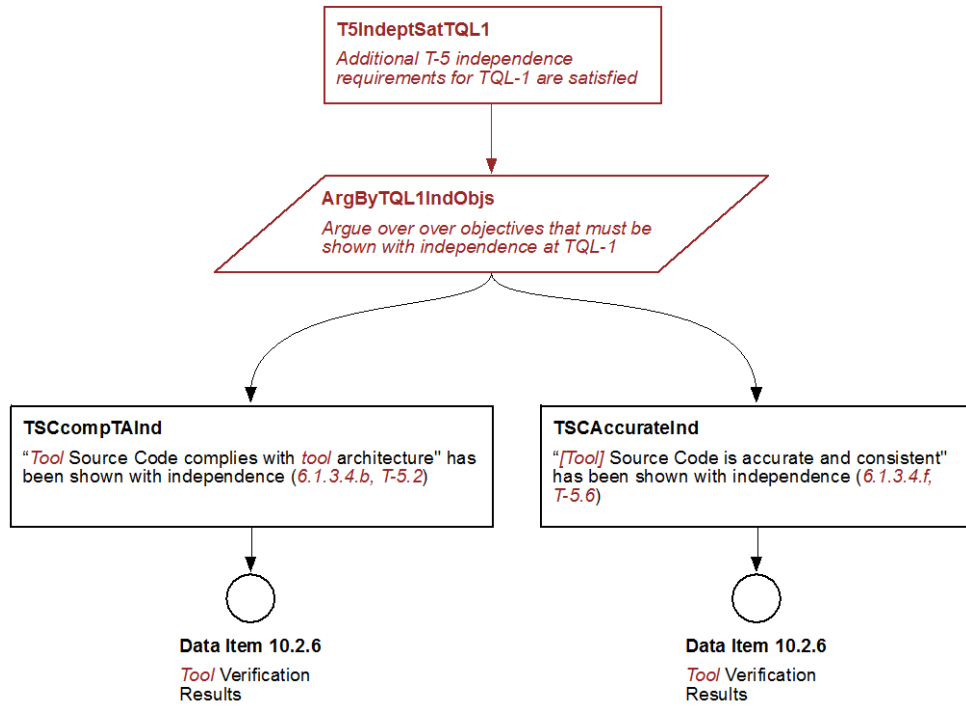 T5IndeptSatTQL1
Additional T-5 independence
requirements for TQL-1 are satisfied
ArgByTQL1IndObjs
Argue over over objectives that must be
shown with independence at TQL-1
TSCcompTAInd
“Tool Source Code complies with tool architecture" has
been shown with independence (6.1.3.4.b, T-5.2)
TSCAccurateInd
“[Tool] Source Code is accurate and consistent"
has been shown with independence (6.1.3.4.f,
T-5.6)
Data Item 10.2.6
Tool Verification
Results
Data Item 10.2.6
Tool Verification
Results